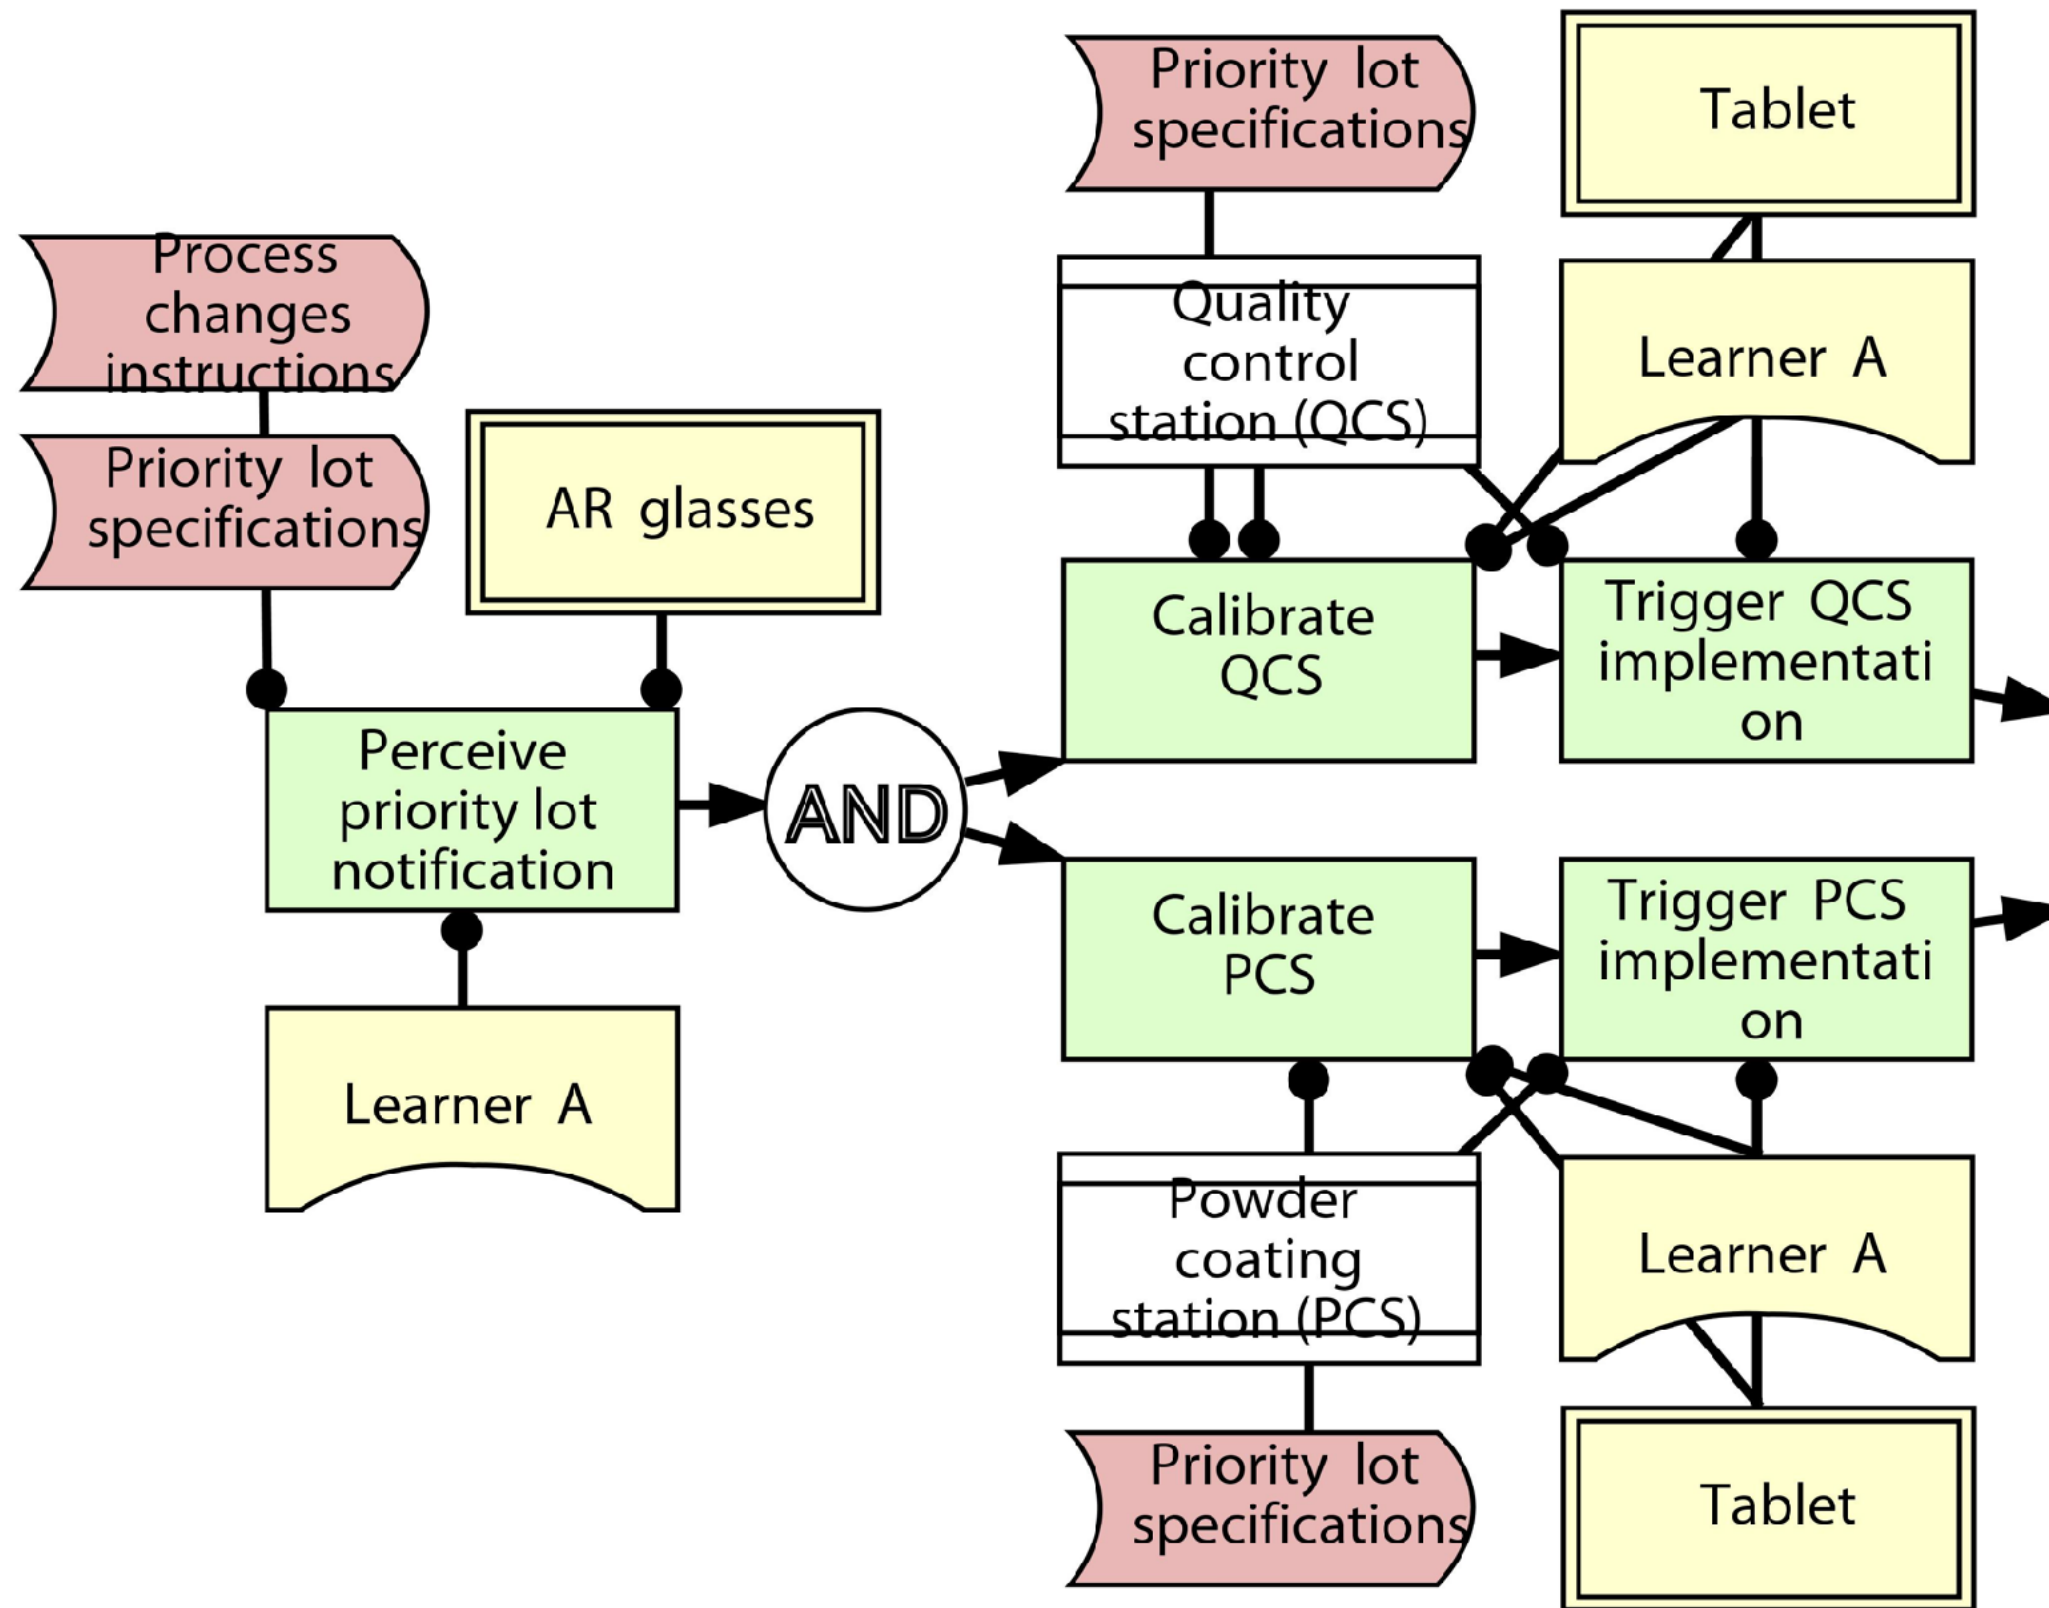 Process
changes
instructions
Priority lot
specifications
AR glasses
Perceive
priority lot
notification
Learner A
AND
Priority lot
specifications
Tablet
Quality
control
station (QCS)
Learner A
Calibrate
QCS
Trigger QCS
implementati
on
Calibrate
PCS
Trigger PCS
implementati
on
Powder
coating
station (PCS)
Learner A
Priority lot
specifications
Tablet